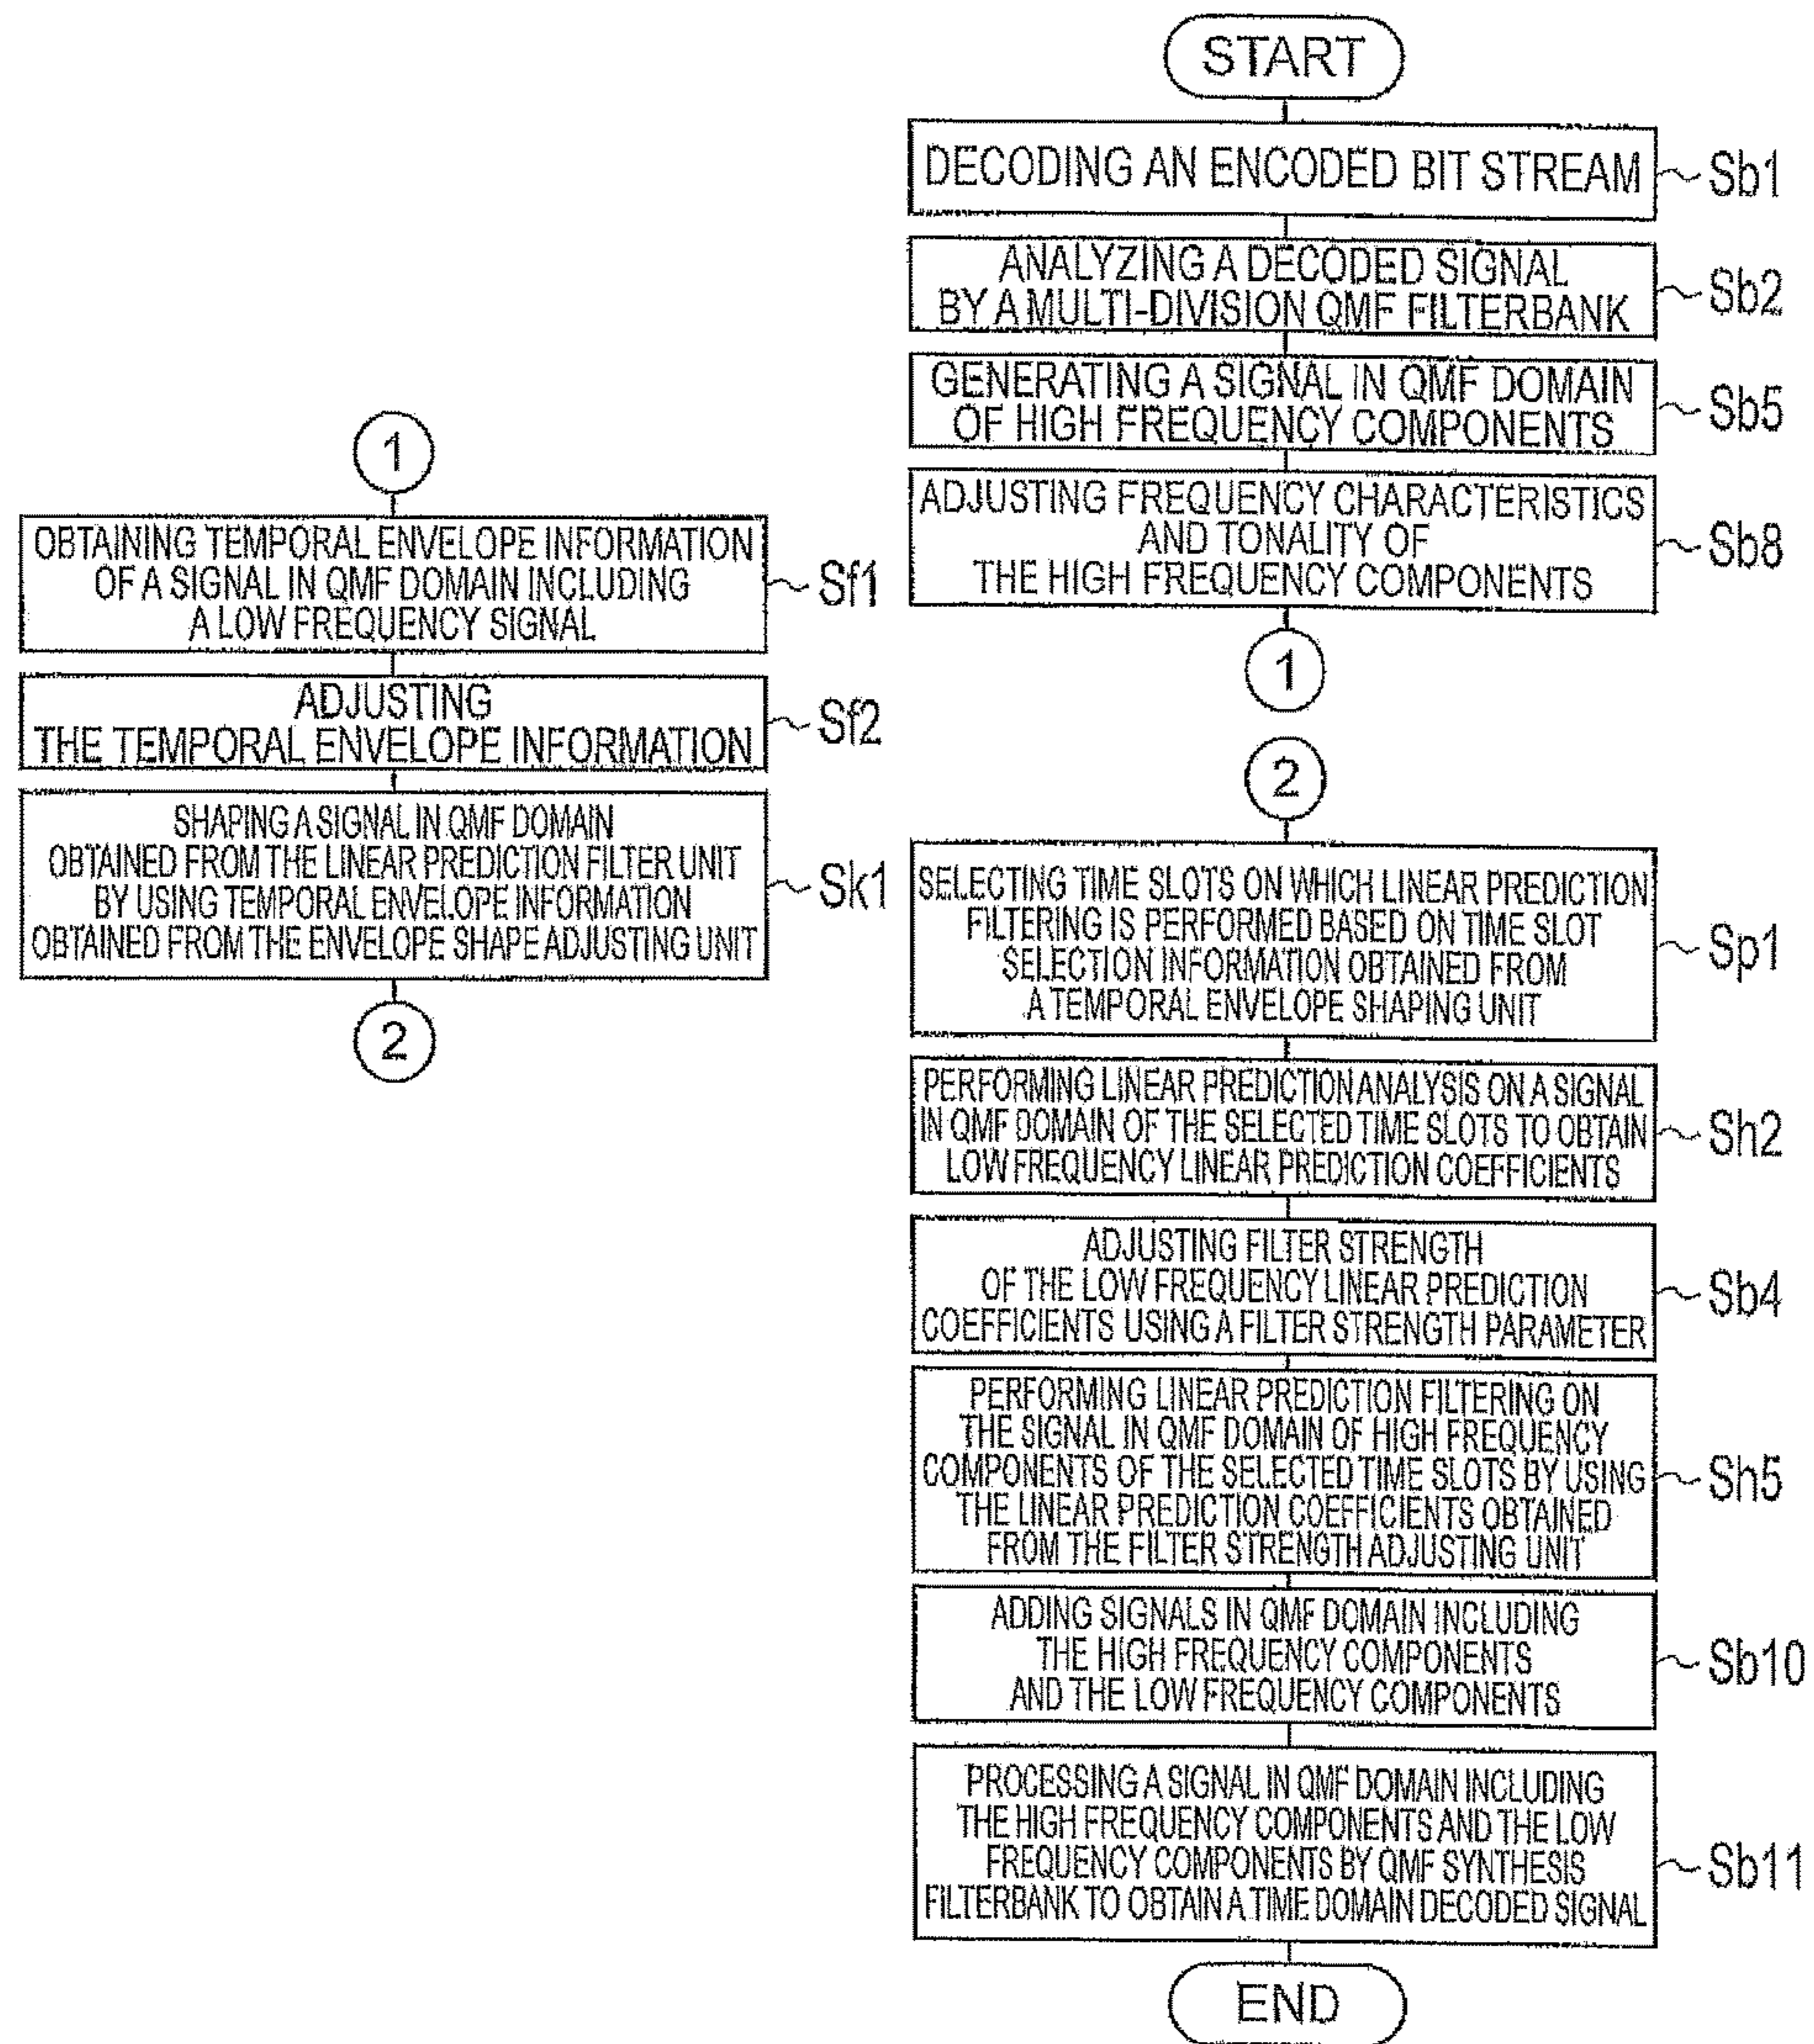 START
DECODING AN ENCODED BIT STREAM
Sb1
ANALYZING A DECODED SIGNAL
BY A MULTI-DIVISION QMF FILTERBANK
Sb2
GENERATING A SIGNAL IN QMF DOMAIN
OF HIGH FREQUENCY COMPONENTS
Sb5
ADJUSTING FREQUENCY CHARACTERISTICS
AND TONALITY OF
THE HIGH FREQUENCY COMPONENTS
Sb8
1
1
OBTAINING TEMPORAL ENVELOPE INFORMATION
OF A SIGNAL IN QMF DOMAIN INCLUDING
A LOW FREQUENCY SIGNAL
Sf1
ADJUSTING
THE TEMPORAL ENVELOPE INFORMATION
Sf2
SHAPING A SIGNAL IN QMF DOMAIN
OBTAINED FROM THE LINEAR PREDICTION FILTER UNIT
BY USING TEMPORAL ENVELOPE INFORMATION
OBTAINED FROM THE ENVELOPE SHAPE ADJUSTING UNIT
Sk1
2
2
SELECTING TIME SLOTS ON WHICH LINEAR PREDICTION
FILTERING IS PERFORMED BASED ON TIME SLOT
SELECTION INFORMATION OBTAINED FROM
A TEMPORAL ENVELOPE SHAPING UNIT
Sp1
PERFORMING LINEAR PREDICTION ANALYSIS ON A SIGNAL
IN QMF DOMAIN OF THE SELECTED TIME SLOTS TO OBTAIN
LOW FREQUENCY LINEAR PREDICTION COEFFICIENTS
Sh2
ADJUSTING FILTER STRENGTH
OF THE LOW FREQUENCY LINEAR PREDICTION
COEFFICIENTS USING A FILTER STRENGTH PARAMETER
Sb4
PERFORMING LINEAR PREDICTION FILTERING ON
THE SIGNAL IN QMF DOMAIN OF HIGH FREQUENCY
COMPONENTS OF THE SELECTED TIME SLOTS BY USING
THE LINEAR PREDICTION COEFFICIENTS OBTAINED
FROM THE FILTER STRENGTH ADJUSTING UNIT
Sh5
ADDING SIGNALS IN QMF DOMAIN INCLUDING
THE HIGH FREQUENCY COMPONENTS
AND THE LOW FREQUENCY COMPONENTS
Sb10
PROCESSING A SIGNAL IN QMF DOMAIN INCLUDING
THE HIGH FREQUENCY COMPONENTS AND THE LOW
FREQUENCY COMPONENTS BY QMF SYNTHESIS
FILTERBANK TO OBTAIN A TIME DOMAIN DECODED SIGNAL
Sb11
END